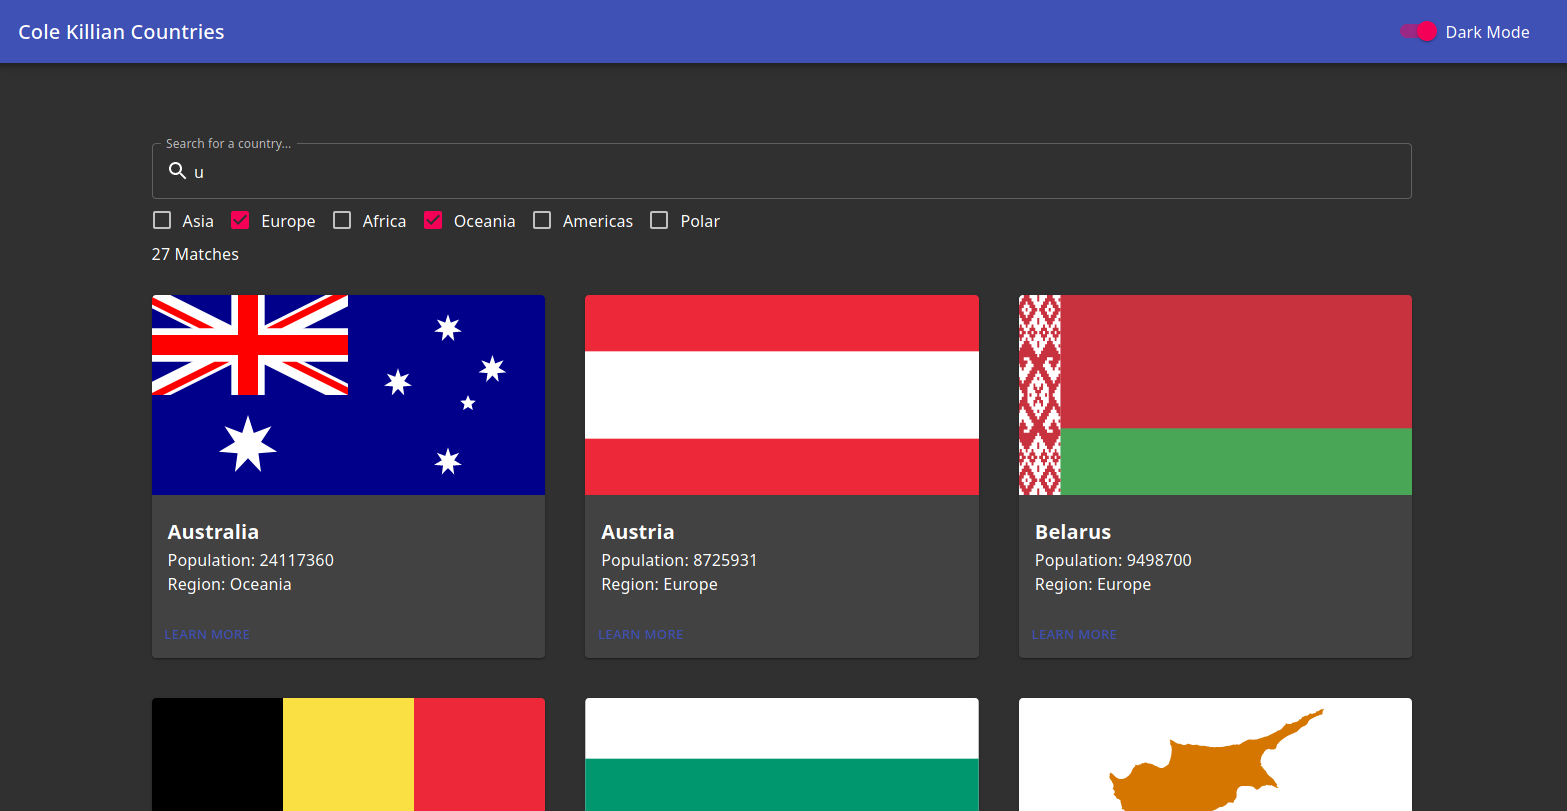 Cole Killian Countries
Dark Mode
Search for a country...
u
Asia Europe Africa Oceania Americas Polar
27 Matches
Australia
Population: 24117360
Region: Oceania
LEARN MORE
Austria
Population: 8725931
Region: Europe
LEARN MORE
Belarus
Population: 9498700
Region: Europe
LEARN MORE